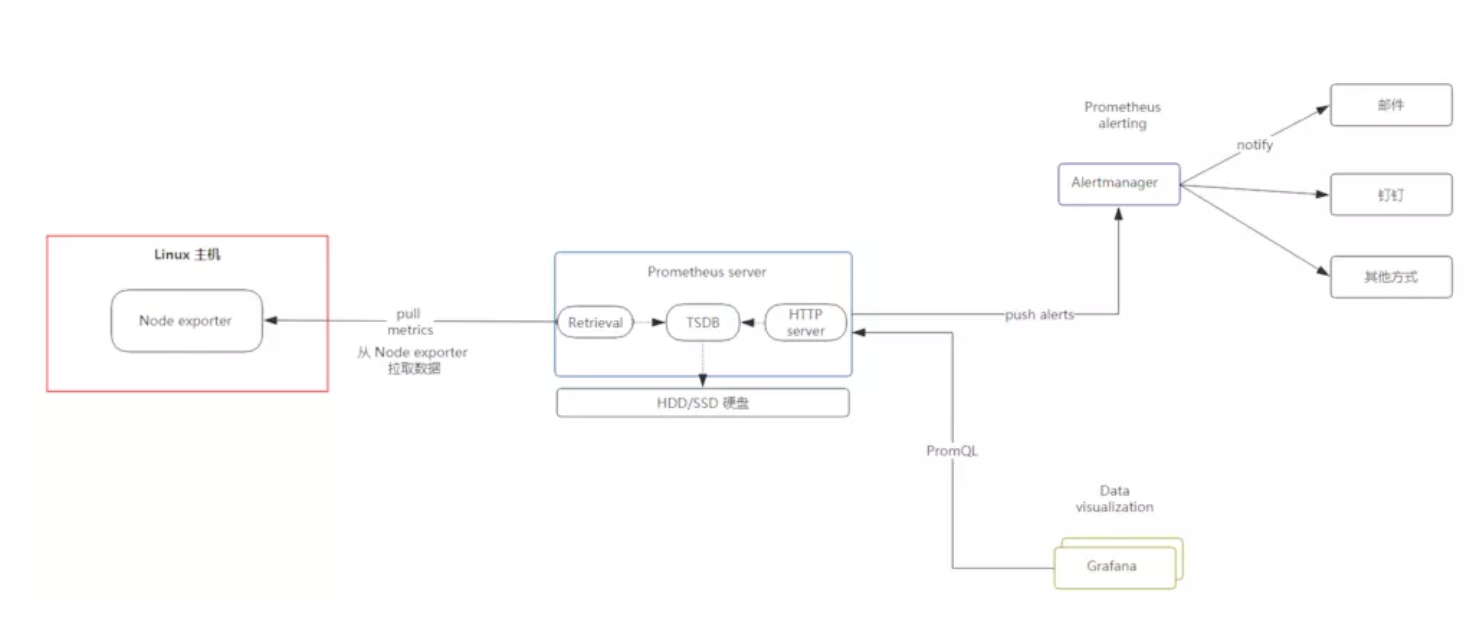 Linux 主机
Node exporter
pull
metrics
从 Node exporter
拉取数据
Prometheus server
Retrieval
TSDB
HTTP
server
HDD/SSD 硬盘
push alerts
Prometheus
alerting
Alertmanager
notify
邮件
钉钉
其他方式
PromQL
Data
visualization
Grafana